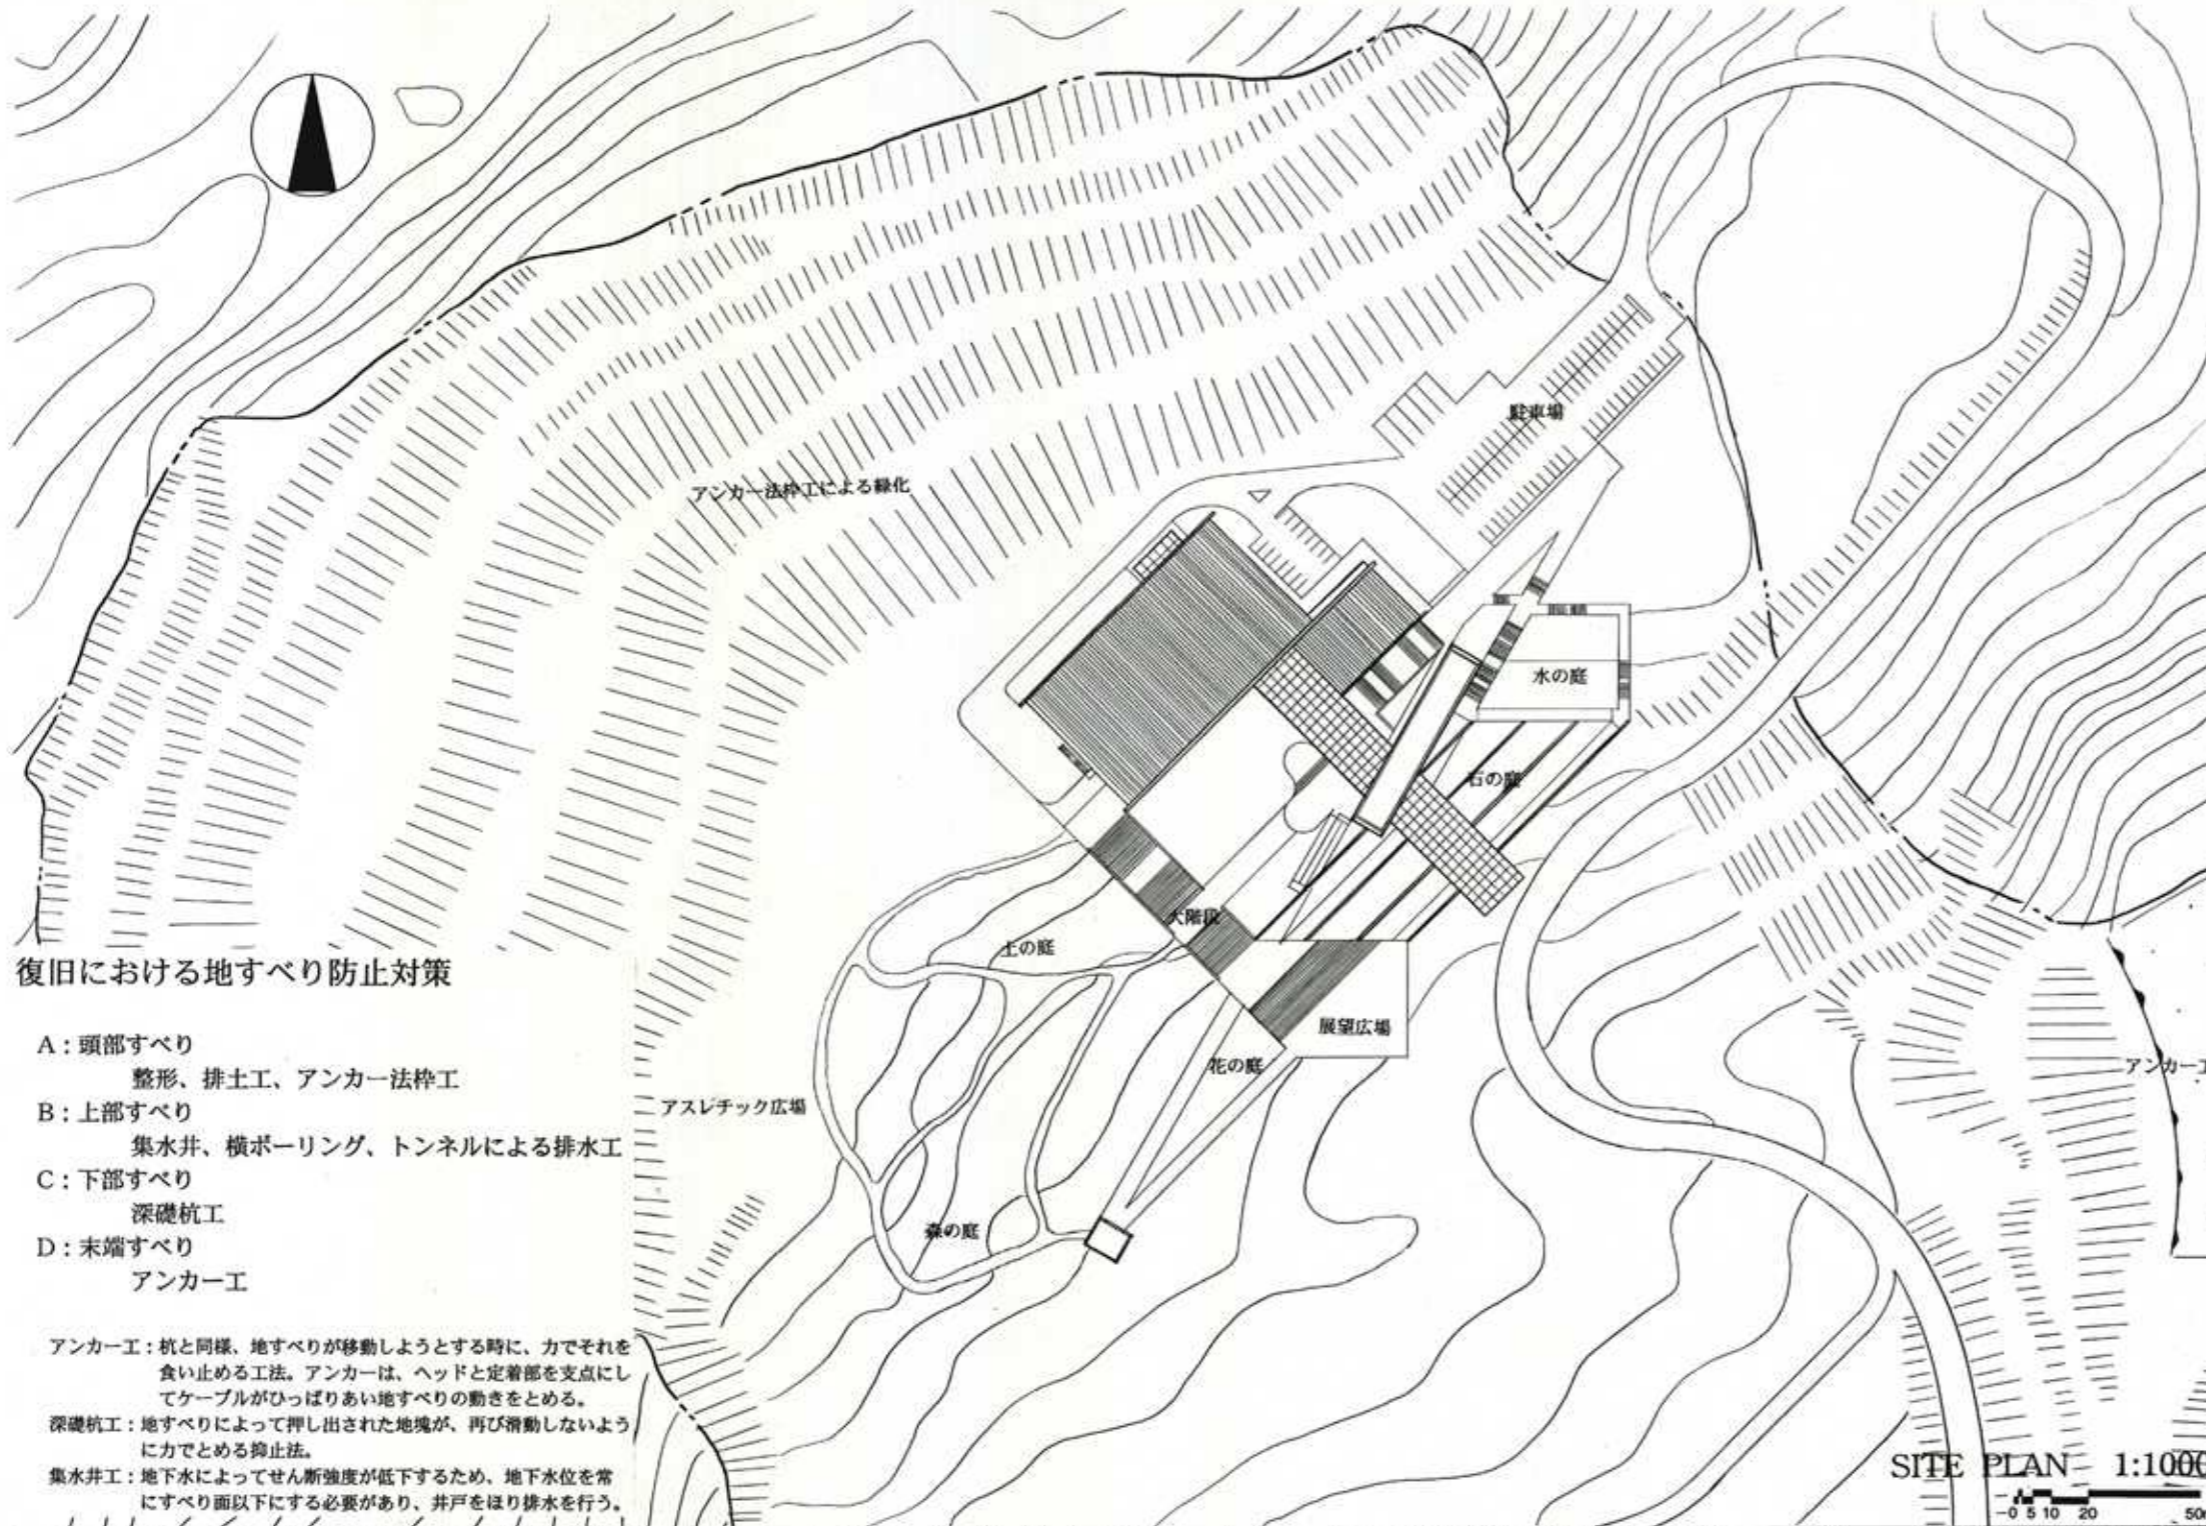 駐車場
アンカー法枠工による緑化
水の庭
石の庭
大階段
土の庭
展望広場
花の庭
アスレチック広場
森の庭
アンカー工
復旧における地すべり防止対策
A：頭部すべり
整形、排土工、アンカー法枠工
B：上部すべり
集水井、横ボーリング、トンネルによる排水工
C：下部すべり
深礎杭工
D：末端すべり
アンカー工
アンカー工：杭と同様、地すべりが移動しようとする時に、力でそれを
食い止める工法。アンカーは、ヘッドと定着部を支点にし
てケーブルがひっぱりあい地すべりの動きをとめる。
深礎杭工：地すべりによって押し出された地塊が、再び滑動しないよう
に力でとめる抑止法。
集水井工：地下水によってせん断強度が低下するため、地下水位を常
にすべり面以下にする必要があり、井戸をほり排水を行う。
SITE PLAN 1:1000
0 5 10 20 50